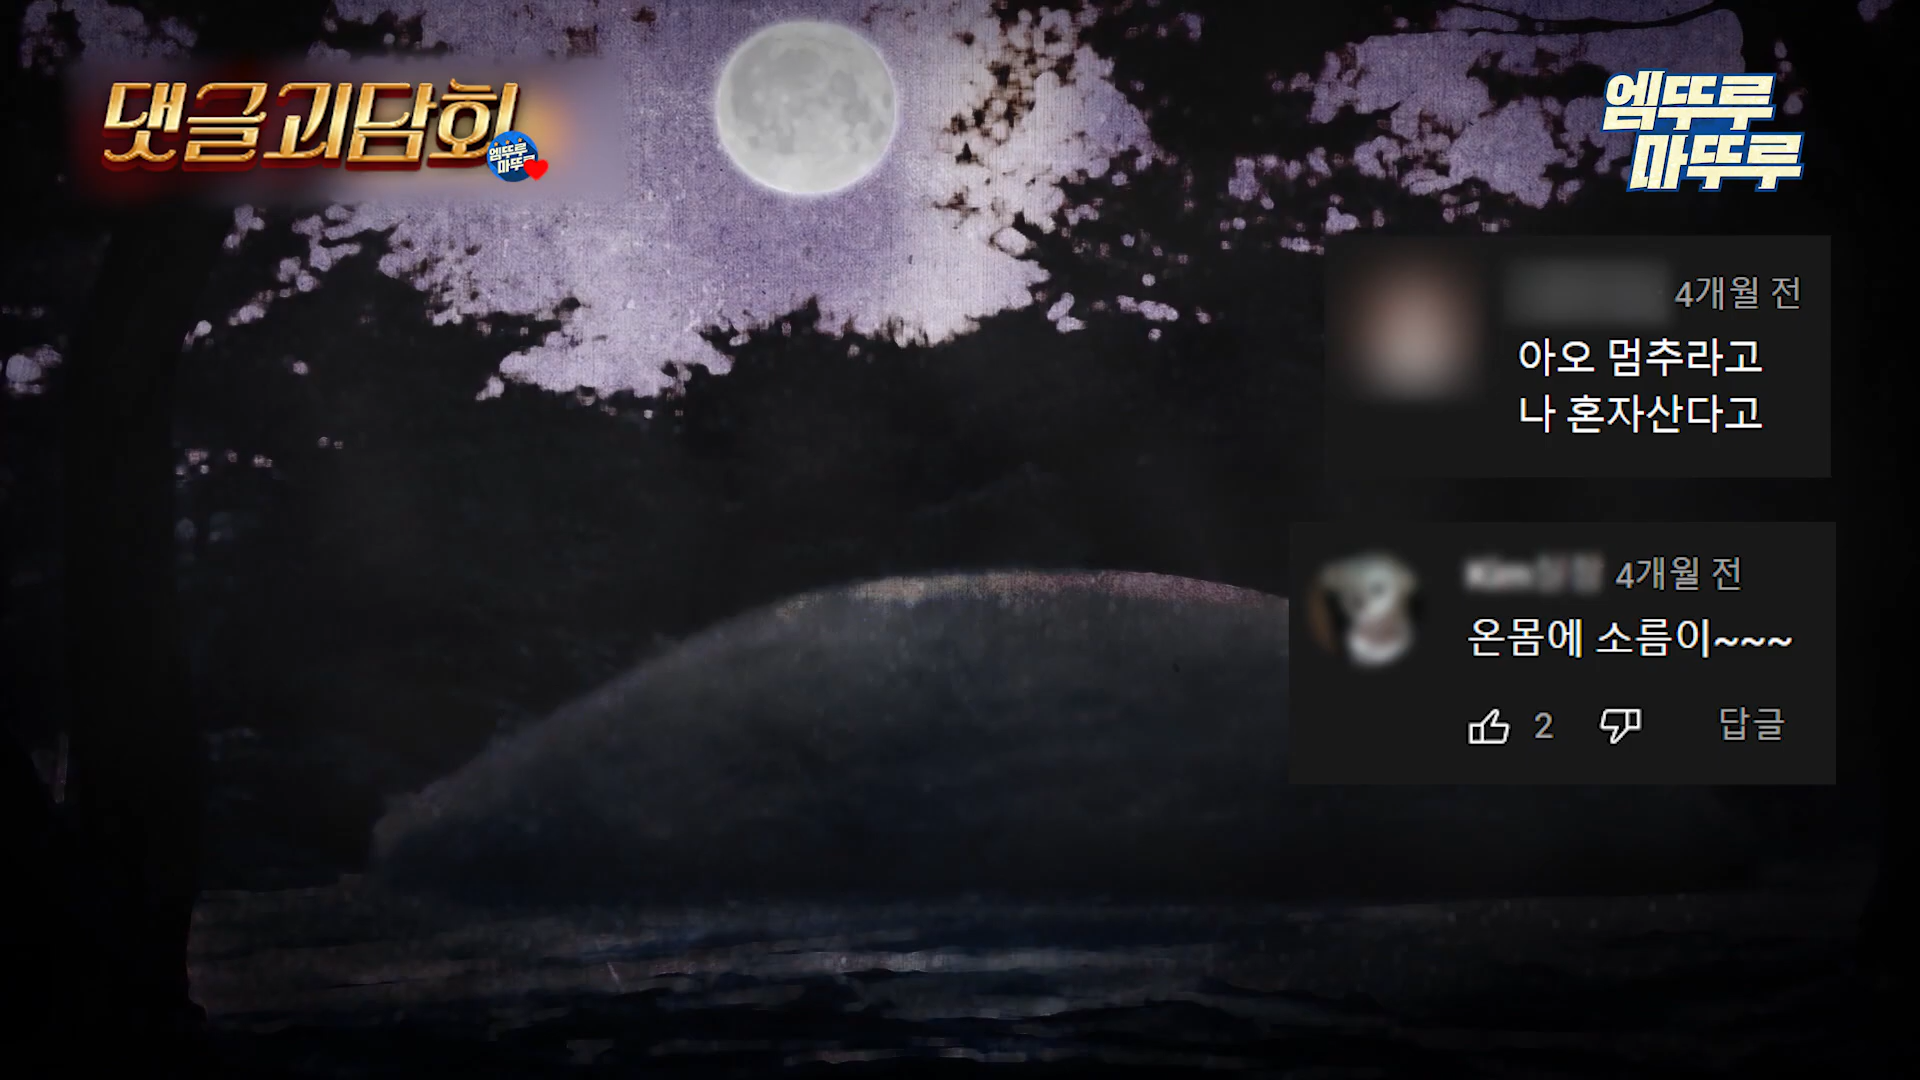 댓글괴담회
엠뚜루
마뚜루
엠뚜루
마뚜루
4개월 전
아오 멈추라고
나 혼자산다고
4개월 전
온몸에 소름이~~~
2 답글